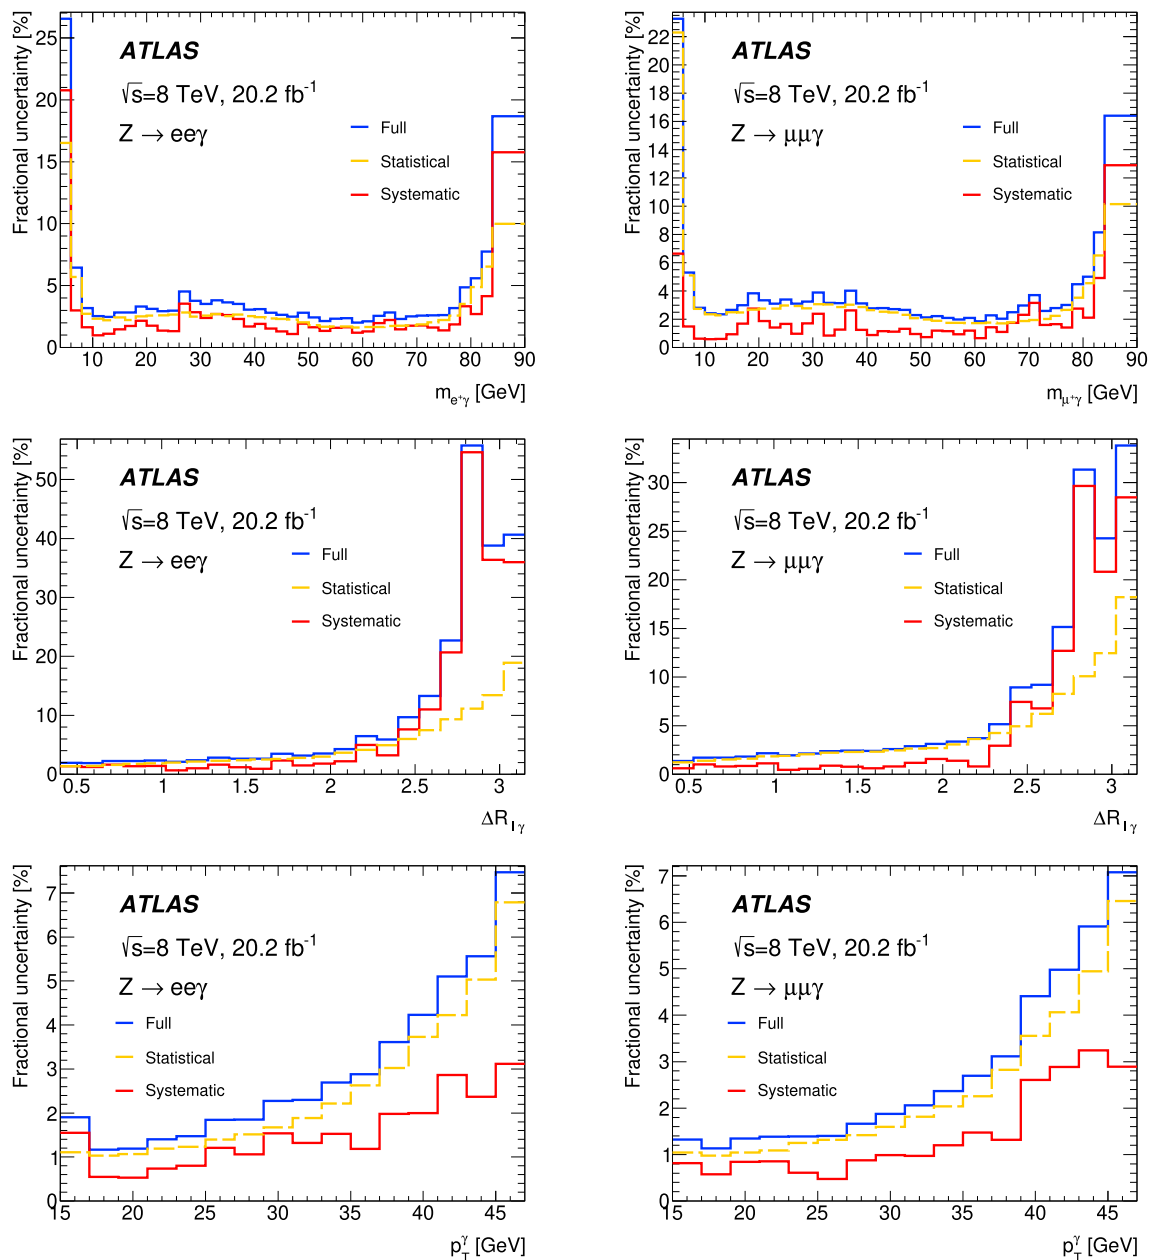 Fractional uncertainty [%]
ATLAS
√s=8 TeV, 20.2 fb⁻¹
Z → eeγ
Full
Statistical
Systematic
25
20
15
10
5
0
10 20 30 40 50 60 70 80 90
m_e⁺γ [GeV]
Fractional uncertainty [%]
ATLAS
√s=8 TeV, 20.2 fb⁻¹
Z → μμγ
Full
Statistical
Systematic
22
20
18
16
14
12
10
8
6
4
2
0
10 20 30 40 50 60 70 80 90
m_μ⁺γ [GeV]
Fractional uncertainty [%]
ATLAS
√s=8 TeV, 20.2 fb⁻¹
Z → eeγ
Full
Statistical
Systematic
50
40
30
20
10
0
0.5 1 1.5 2 2.5 3
ΔR_lγ
Fractional uncertainty [%]
ATLAS
√s=8 TeV, 20.2 fb⁻¹
Z → μμγ
Full
Statistical
Systematic
30
25
20
15
10
5
0
0.5 1 1.5 2 2.5 3
ΔR_lγ
Fractional uncertainty [%]
ATLAS
√s=8 TeV, 20.2 fb⁻¹
Z → eeγ
Full
Statistical
Systematic
7
6
5
4
3
2
1
0
15 20 25 30 35 40 45
p_T^γ [GeV]
Fractional uncertainty [%]
ATLAS
√s=8 TeV, 20.2 fb⁻¹
Z → μμγ
Full
Statistical
Systematic
7
6
5
4
3
2
1
0
15 20 25 30 35 40 45
p_T^γ [GeV]